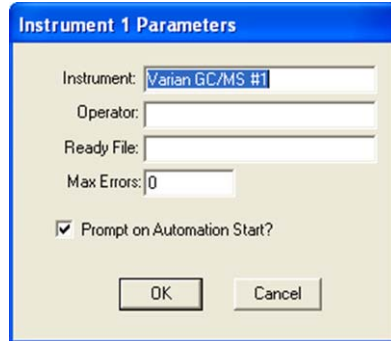 Instrument 1 Parameters
Instrument: Varian GC/MS #1
Operator:
Ready File:
Max Errors: 0
Prompt on Automation Start?
OK Cancel